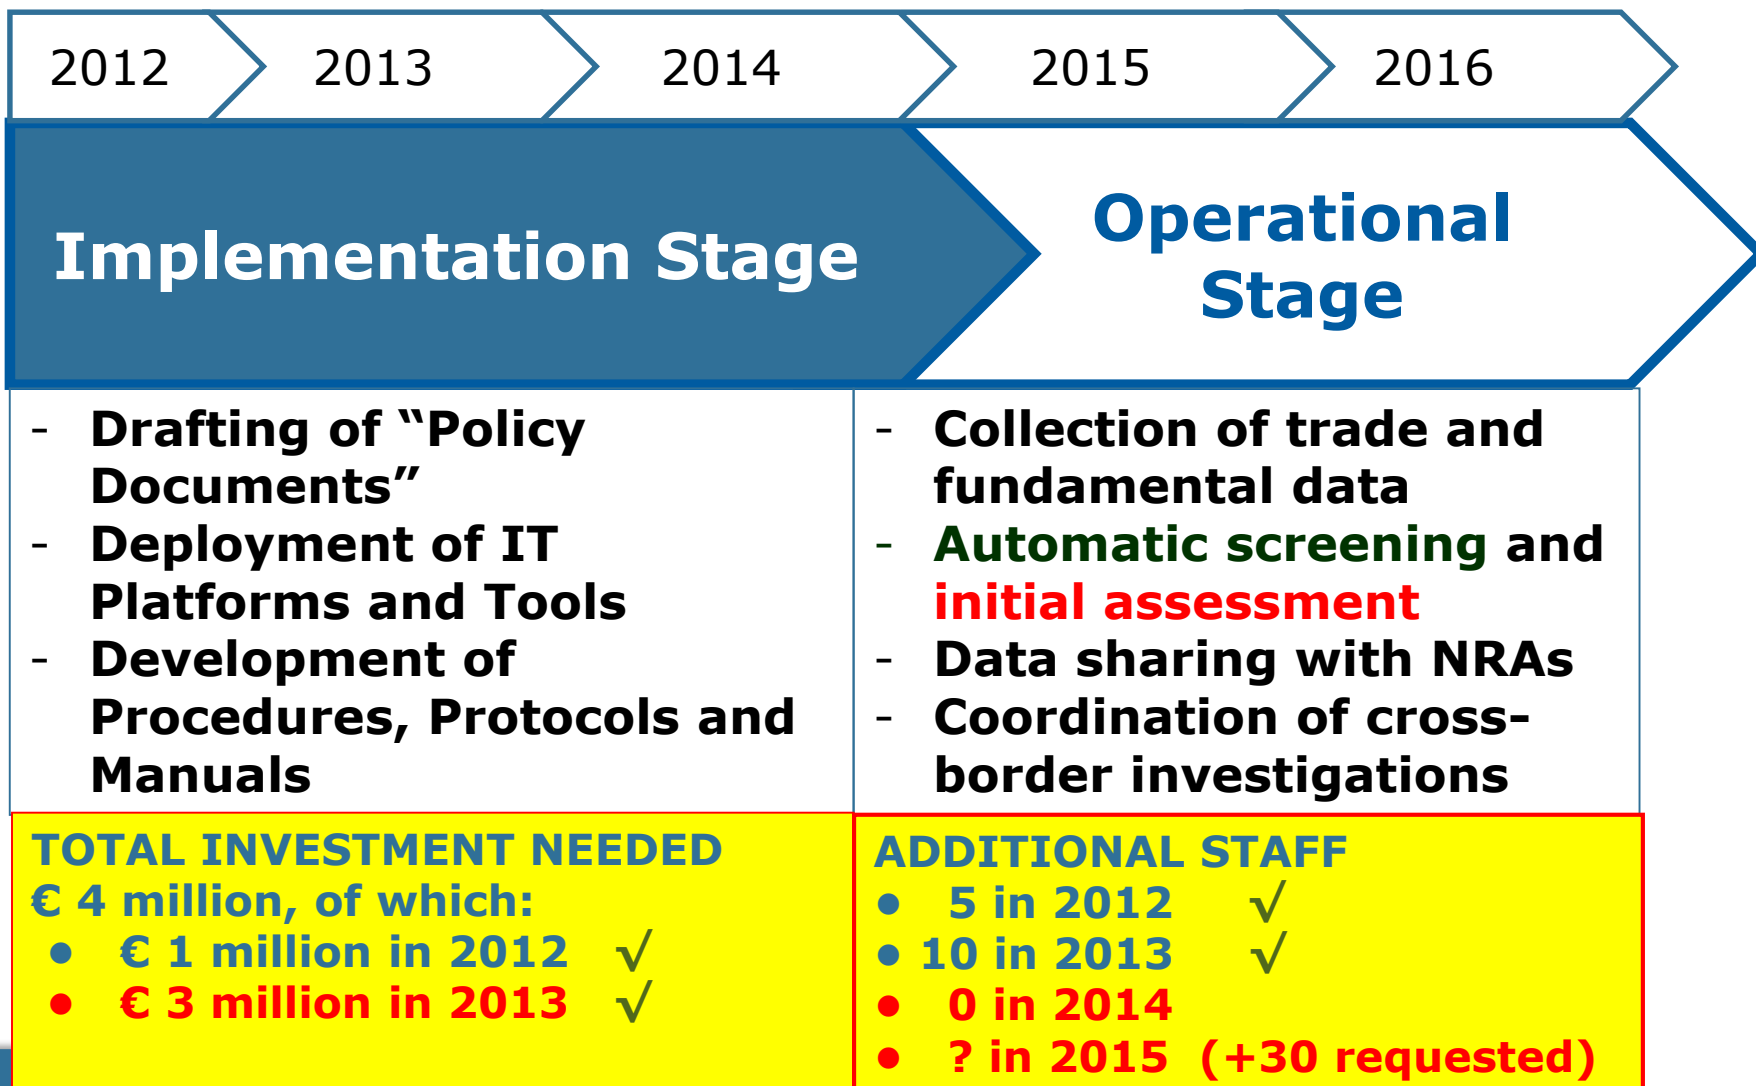 2012 2013 2014 2015 2016
Implementation Stage
Operational
Stage
- Drafting of “Policy
Documents”
- Deployment of IT
Platforms and Tools
- Development of
Procedures, Protocols and
Manuals
- Collection of trade and
fundamental data
- Automatic screening and
initial assessment
- Data sharing with NRAs
- Coordination of cross-
border investigations
TOTAL INVESTMENT NEEDED
€ 4 million, of which:
● € 1 million in 2012 √
● € 3 million in 2013 √
ADDITIONAL STAFF
● 5 in 2012 √
● 10 in 2013 √
● 0 in 2014
● ? in 2015 (+30 requested)